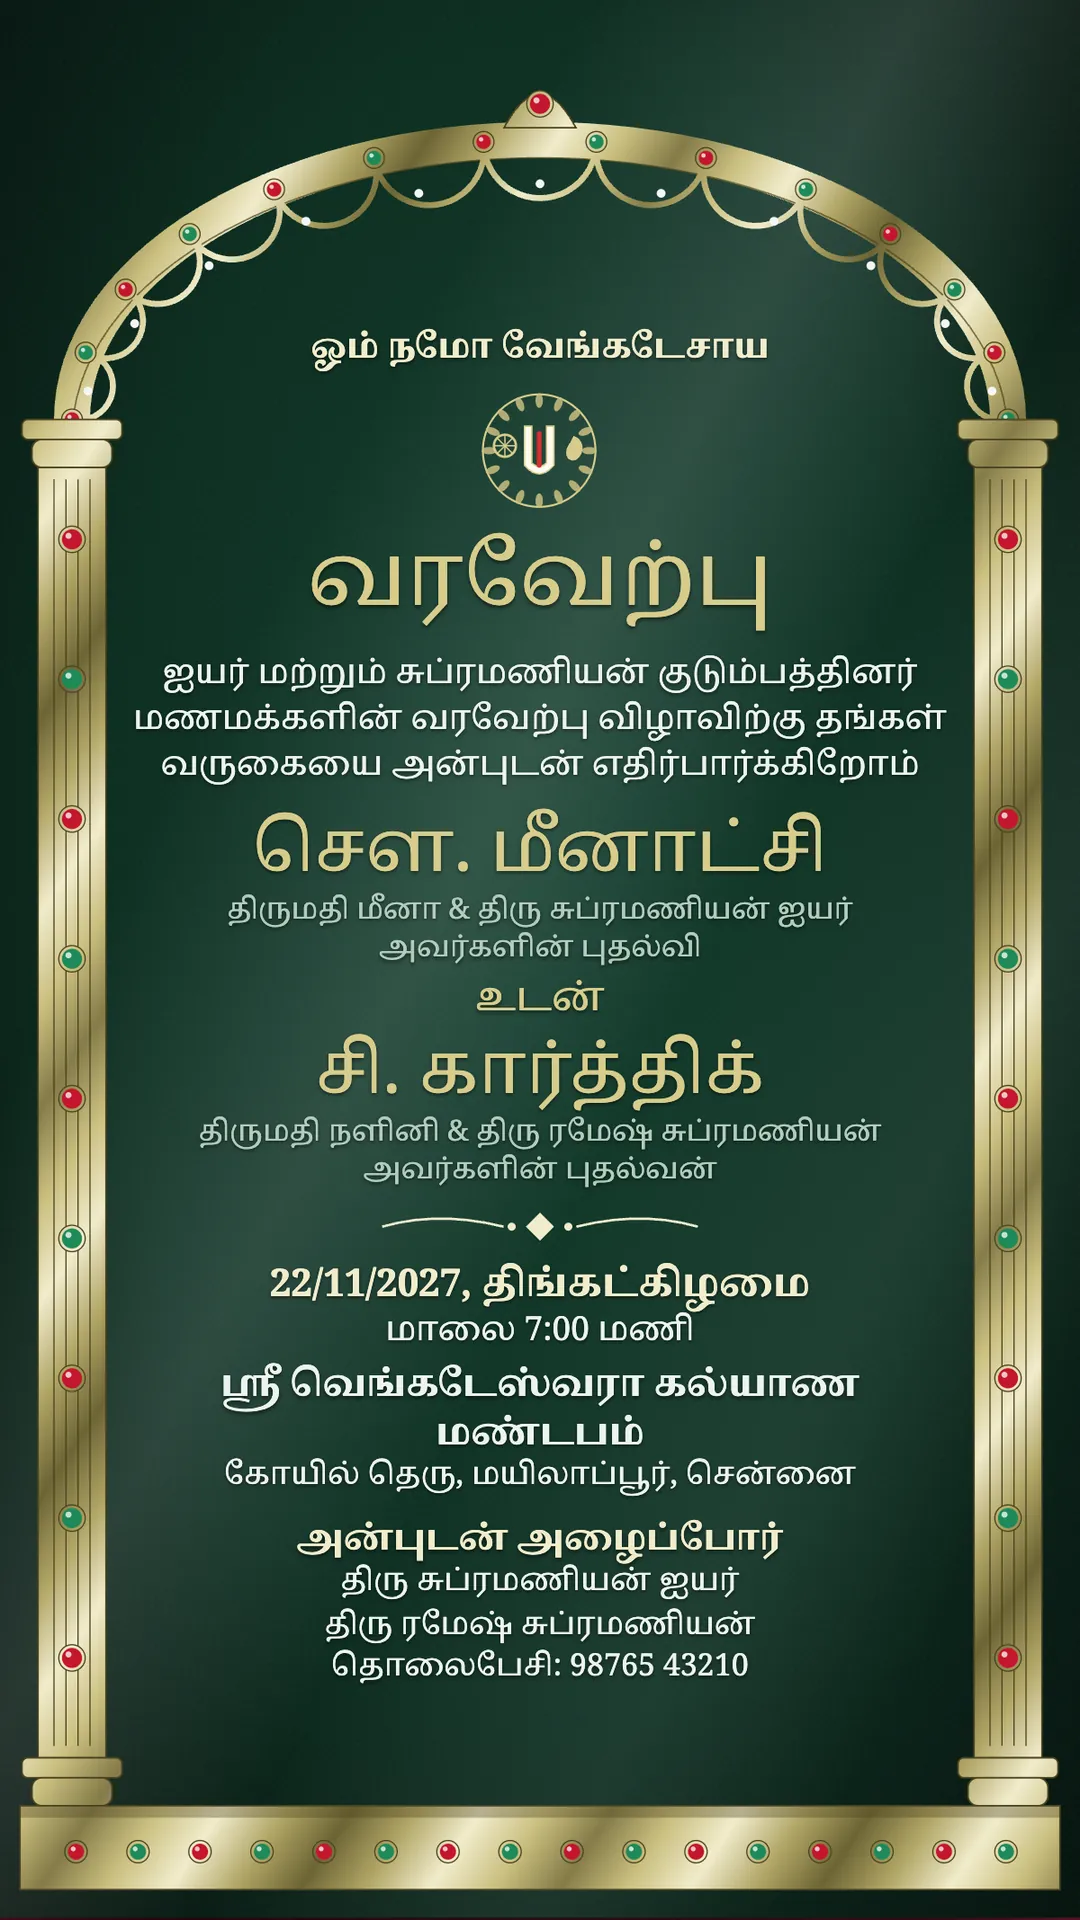 ஓம் நமோ வேங்கடேசாய
வரவேற்பு
ஐயர் மற்றும் சுப்ரமணியன் குடும்பத்தினர்
மணமக்களின் வரவேற்பு விழாவிற்கு தங்கள்
வருகையை அன்புடன் எதிர்பார்க்கிறோம்
சௌ. மீனாட்சி
திருமதி மீனா & திரு சுப்ரமணியன் ஐயர்
அவர்களின் புதல்வி
உடன்
சி. கார்த்திக்
திருமதி நளினி & திரு ரமேஷ் சுப்ரமணியன்
அவர்களின் புதல்வன்
22/11/2027, திங்கட்கிழமை
மாலை 7:00 மணி
ஸ்ரீ வெங்கடேஸ்வரா கல்யாண
மண்டபம்
கோயில் தெரு, மயிலாப்பூர், சென்னை
அன்புடன் அழைப்போர்
திரு சுப்ரமணியன் ஐயர்
திரு ரமேஷ் சுப்ரமணியன்
தொலைபேசி: 98765 43210